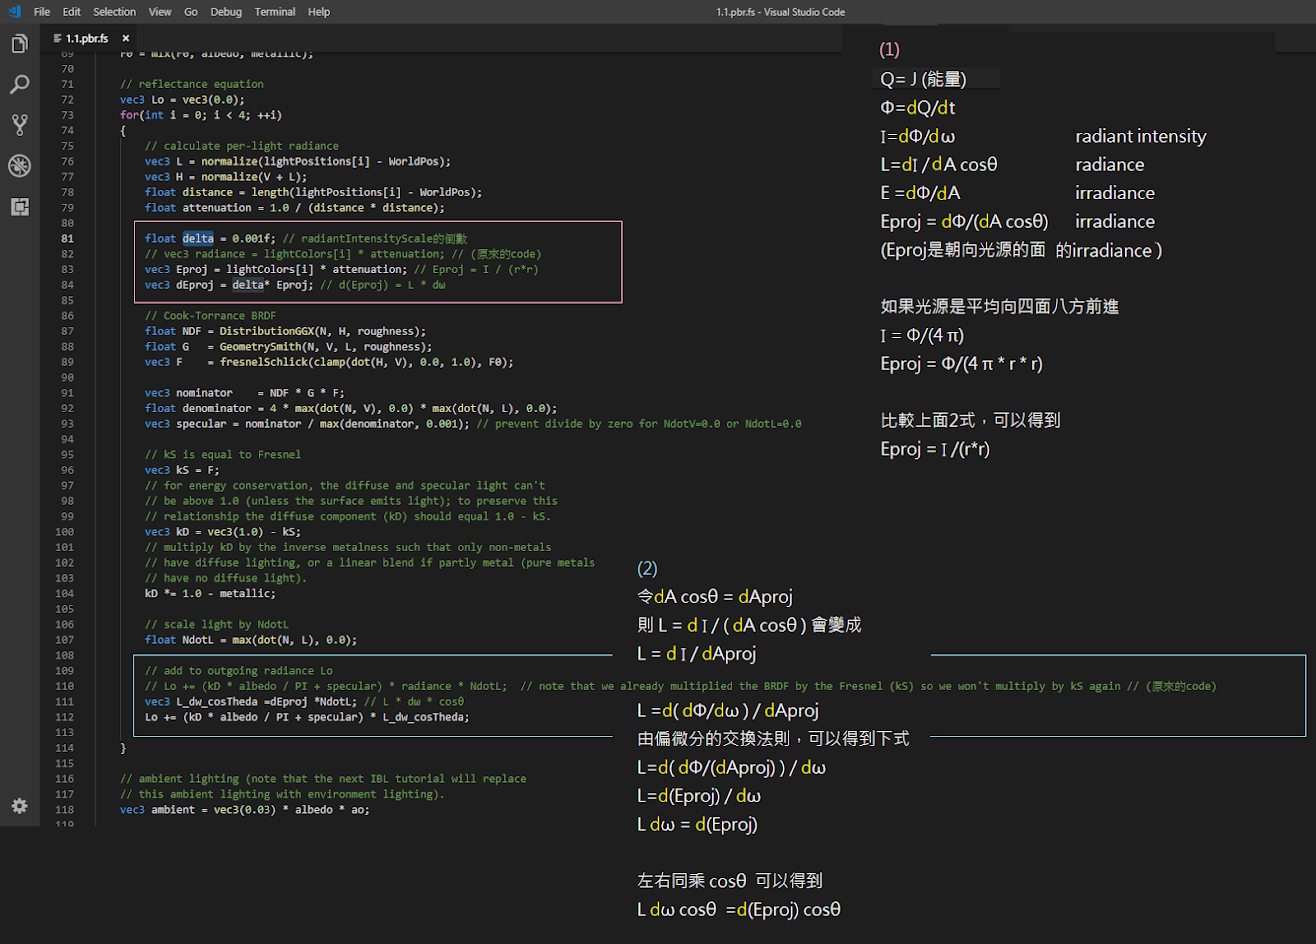 File Edit Selection View Go Debug Terminal Help
1.1.pbr.fs - Visual Studio Code
1.1.pbr.fs ×
69 F0 = mix(F0, albedo, metallic);
70
71 // reflectance equation
72 vec3 Lo = vec3(0.0);
73 for(int i = 0; i < 4; ++i)
74 {
75 // calculate per-light radiance
76 vec3 L = normalize(lightPositions[i] - WorldPos);
77 vec3 H = normalize(V + L);
78 float distance = length(lightPositions[i] - WorldPos);
79 float attenuation = 1.0 / (distance * distance);
80
81 float delta = 0.001f; // radiantIntensityScale的倒數
82 // vec3 radiance = lightColors[i] * attenuation; // (原來的code)
83 vec3 Eproj = lightColors[i] * attenuation; // Eproj = I / (r*r)
84 vec3 dEproj = delta* Eproj; // d(Eproj) = L * dω
85
86 // Cook-Torrance BRDF
87 float NDF = DistributionGGX(N, H, roughness);
88 float G = GeometrySmith(N, V, L, roughness);
89 vec3 F = fresnelSchlick(clamp(dot(H, V), 0.0, 1.0), F0);
90
91 vec3 nominator = NDF * G * F;
92 float denominator = 4 * max(dot(N, V), 0.0) * max(dot(N, L), 0.0);
93 vec3 specular = nominator / max(denominator, 0.001); // prevent divide by zero for NdotV=0.0 or NdotL=0.0
94
95 // kS is equal to Fresnel
96 vec3 kS = F;
97 // for energy conservation, the diffuse and specular light can't
98 // be above 1.0 (unless the surface emits light); to preserve this
99 // relationship the diffuse component (kD) should equal 1.0 - kS.
100 vec3 kD = vec3(1.0) - kS;
101 // multiply kD by the inverse metalness such that only non-metals
102 // have diffuse lighting, or a linear blend if partly metal (pure metals
103 // have no diffuse light).
104 kD *= 1.0 - metallic;
105
106 // scale light by NdotL
107 float NdotL = max(dot(N, L), 0.0);
108
109 // add to outgoing radiance Lo
110 // Lo += (kD * albedo / PI + specular) * radiance * NdotL; // note that we already multiplied the BRDF by the Fresnel (kS) so we won't multiply by kS again // (原來的code)
111 vec3 L_dw_cosTheda =dEproj *NdotL; // L * dω * cosθ
112 Lo += (kD * albedo / PI + specular) * L_dw_cosTheda;
113
114 }
115
116 // ambient lighting (note that the next IBL tutorial will replace
117 // this ambient lighting with environment lighting).
118 vec3 ambient = vec3(0.03) * albedo * ao;
119
(1)
Q= J (能量)
Φ=dQ/dt
I=dΦ/dω radiant intensity
L=dI/dA cosθ radiance
E =dΦ/dA irradiance
Eproj = dΦ/(dA cosθ) irradiance
(Eproj是朝向光源的面 的irradiance )
如果光源是平均向四面八方前進
I = Φ/(4 π)
Eproj = Φ/(4 π * r * r)
比較上面2式，可以得到
Eproj = I /(r*r)
(2)
令dA cosθ = dAproj
則 L = d I / ( dA cosθ ) 會變成
L = d I / dAproj
L =d( dΦ/dω ) / dAproj
由偏微分的交換法則，可以得到下式
L=d( dΦ/(dAproj) ) / dω
L=d(Eproj) / dω
L dω = d(Eproj)
左右同乘 cosθ 可以得到
L dω cosθ =d(Eproj) cosθ